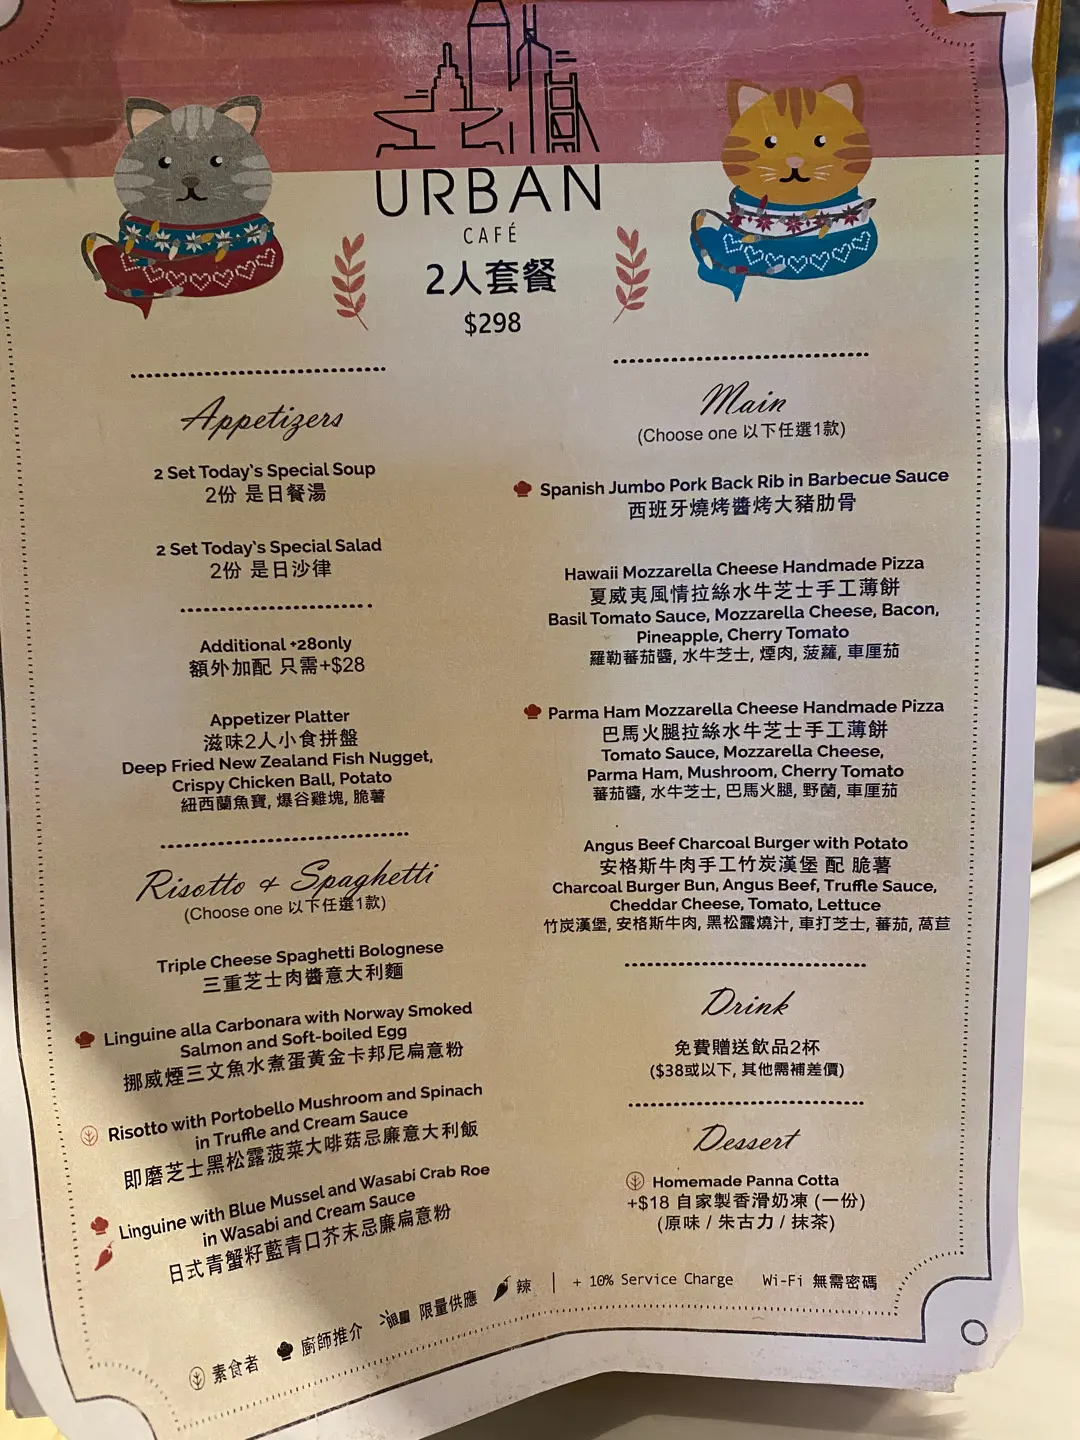 URBAN
CAFÉ
2人套餐
$298
Appetizers
2 Set Today's Special Soup
2份 是日餐湯
2 Set Today's Special Salad
2份 是日沙律
Additional +28only
額外加配 只需+$28
Appetizer Platter
滋味2人小食拼盤
Deep Fried New Zealand Fish Nugget,
Crispy Chicken Ball, Potato
紐西蘭魚寶, 爆谷雞塊, 脆薯
Risotto & Spaghetti
(Choose one 以下任選1款)
Triple Cheese Spaghetti Bolognese
三重芝士肉醬意大利麵
Linguine alla Carbonara with Norway Smoked
Salmon and Soft-boiled Egg
挪威煙三文魚水煮蛋黃金卡邦尼扁意粉
Risotto with Portobello Mushroom and Spinach
in Truffle and Cream Sauce
即磨芝士黑松露菠菜大啡菇忌廉意大利飯
Linguine with Blue Mussel and Wasabi Crab Roe
in Wasabi and Cream Sauce
日式青蟹籽藍青口芥末忌廉扁意粉
Main
(Choose one 以下任選1款)
Spanish Jumbo Pork Back Rib in Barbecue Sauce
西班牙燒烤醬烤大豬肋骨
Hawaii Mozzarella Cheese Handmade Pizza
夏威夷風情拉絲水牛芝士手工薄餅
Basil Tomato Sauce, Mozzarella Cheese, Bacon,
Pineapple, Cherry Tomato
羅勒蕃茄醬, 水牛芝士, 煙肉, 菠蘿, 車厘茄
Parma Ham Mozzarella Cheese Handmade Pizza
巴馬火腿拉絲水牛芝士手工薄餅
Tomato Sauce, Mozzarella Cheese,
Parma Ham, Mushroom, Cherry Tomato
蕃茄醬, 水牛芝士, 巴馬火腿, 野菌, 車厘茄
Angus Beef Charcoal Burger with Potato
安格斯牛肉手工竹炭漢堡 配 脆薯
Charcoal Burger Bun, Angus Beef, Truffle Sauce,
Cheddar Cheese, Tomato, Lettuce
竹炭漢堡, 安格斯牛肉, 黑松露燒汁, 車打芝士, 蕃茄, 萵苣
Drink
免費贈送飲品2杯
($38或以下, 其他需補差價)
Dessert
Homemade Panna Cotta
+$18 自家製香滑奶凍 (一份)
(原味 / 朱古力 / 抹茶)
素食者 廚師推介 限量 限量供應 辣 | + 10% Service Charge Wi-Fi 無需密碼